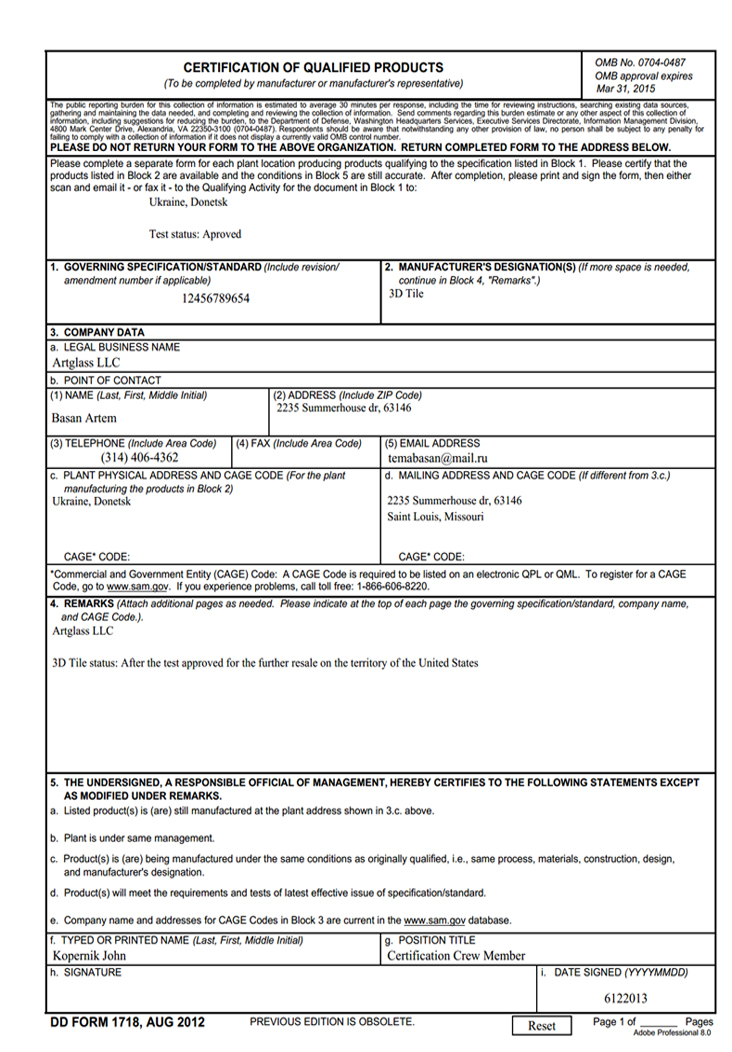 CERTIFICATION OF QUALIFIED PRODUCTS
(To be completed by manufacturer or manufacturer's representative)
OMB No. 0704-0487
OMB approval expires
Mar 31, 2015
The public reporting burden for this collection of information is estimated to average 30 minutes per response, including the time for reviewing instructions, searching existing data sources,
gathering and maintaining the data needed, and completing and reviewing the collection of information. Send comments regarding this burden estimate or any other aspect of this collection of
information, including suggestions for reducing the burden, to the Department of Defense, Washington Headquarters Services, Executive Services Directorate, Information Management Division,
4800 Mark Center Drive, Alexandria, VA 22350-3100 (0704-0487). Respondents should be aware that notwithstanding any other provision of law, no person shall be subject to any penalty for
failing to comply with a collection of information if it does not display a currently valid OMB control number.
PLEASE DO NOT RETURN YOUR FORM TO THE ABOVE ORGANIZATION. RETURN COMPLETED FORM TO THE ADDRESS BELOW.
Please complete a separate form for each plant location producing products qualifying to the specification listed in Block 1. Please certify that the
products listed in Block 2 are available and the conditions in Block 5 are still accurate. After completion, please print and sign the form, then either
scan and email it - or fax it - to the Qualifying Activity for the document in Block 1 to:
Ukraine, Donetsk
Test status: Aproved
1. GOVERNING SPECIFICATION/STANDARD (Include revision/
amendment number if applicable)
12456789654
2. MANUFACTURER'S DESIGNATION(S) (If more space is needed,
continue in Block 4, "Remarks".)
3D Tile
3. COMPANY DATA
a. LEGAL BUSINESS NAME
Artglass LLC
b. POINT OF CONTACT
(1) NAME (Last, First, Middle Initial)
Basan Artem
(2) ADDRESS (Include ZIP Code)
2235 Summerhouse dr, 63146
(3) TELEPHONE (Include Area Code)
(314) 406-4362
(4) FAX (Include Area Code)
(5) EMAIL ADDRESS
temabasan@mail.ru
c. PLANT PHYSICAL ADDRESS AND CAGE CODE (For the plant
manufacturing the products in Block 2)
Ukraine, Donetsk
CAGE* CODE:
d. MAILING ADDRESS AND CAGE CODE (If different from 3.c.)
2235 Summerhouse dr, 63146
Saint Louis, Missouri
CAGE* CODE:
*Commercial and Government Entity (CAGE) Code: A CAGE Code is required to be listed on an electronic QPL or QML. To register for a CAGE
Code, go to www.sam.gov. If you experience problems, call toll free: 1-866-606-8220.
4. REMARKS (Attach additional pages as needed. Please indicate at the top of each page the governing specification/standard, company name,
and CAGE Code.).
Artglass LLC
3D Tile status: After the test approved for the further resale on the territory of the United States
5. THE UNDERSIGNED, A RESPONSIBLE OFFICIAL OF MANAGEMENT, HEREBY CERTIFIES TO THE FOLLOWING STATEMENTS EXCEPT
AS MODIFIED UNDER REMARKS.
a. Listed product(s) is (are) still manufactured at the plant address shown in 3.c. above.
b. Plant is under same management.
c. Product(s) is (are) being manufactured under the same conditions as originally qualified, i.e., same process, materials, construction, design,
and manufacturer's designation.
d. Product(s) will meet the requirements and tests of latest effective issue of specification/standard.
e. Company name and addresses for CAGE Codes in Block 3 are current in the www.sam.gov database.
f. TYPED OR PRINTED NAME (Last, First, Middle Initial)
Kopernik John
g. POSITION TITLE
Certification Crew Member
h. SIGNATURE
i. DATE SIGNED (YYYYMMDD)
6122013
DD FORM 1718, AUG 2012
PREVIOUS EDITION IS OBSOLETE.
Reset
Page 1 of ______ Pages
Adobe Professional 8.0